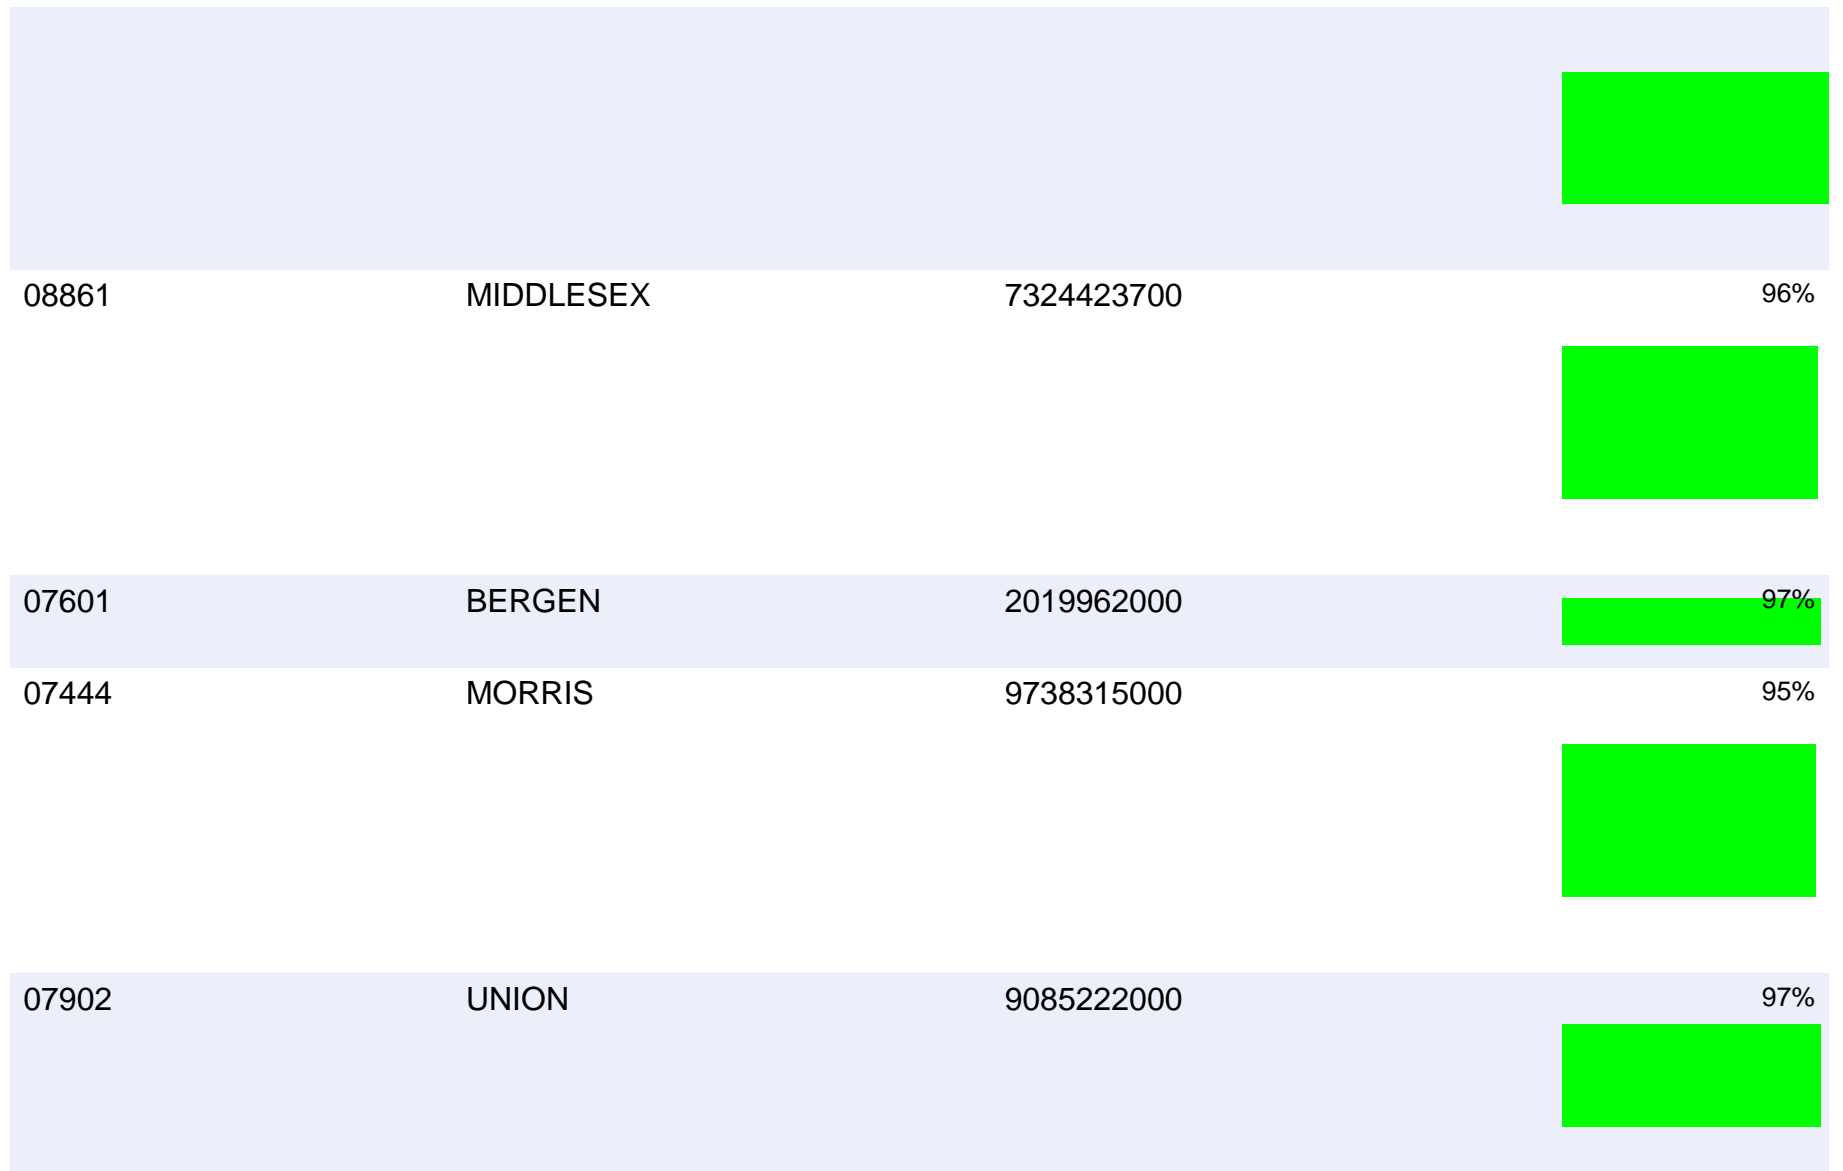 08861 MIDDLESEX 7324423700 96%
07601 BERGEN 2019962000 97%
07444 MORRIS 9738315000 95%
07902 UNION 9085222000 97%